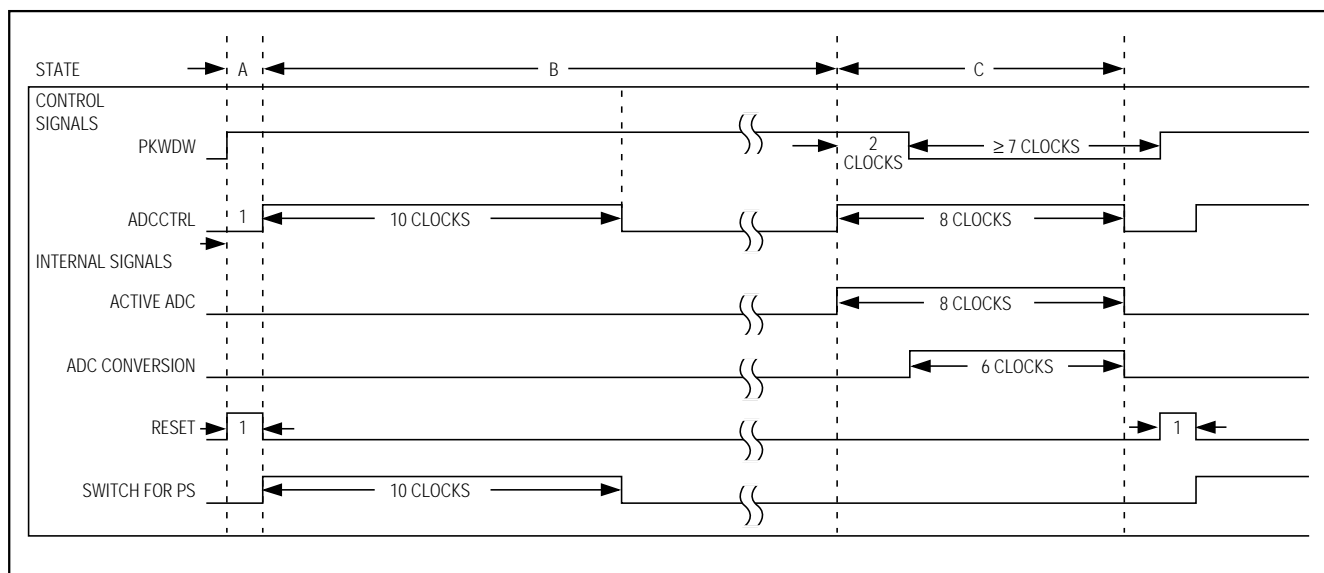 STATE A B C
CONTROL
SIGNALS
PKWDW 2
CLOCKS ≥ 7 CLOCKS
ADCCTRL 1 10 CLOCKS 8 CLOCKS
INTERNAL SIGNALS
ACTIVE ADC 8 CLOCKS
ADC CONVERSION 6 CLOCKS
RESET 1 1
SWITCH FOR PS 10 CLOCKS